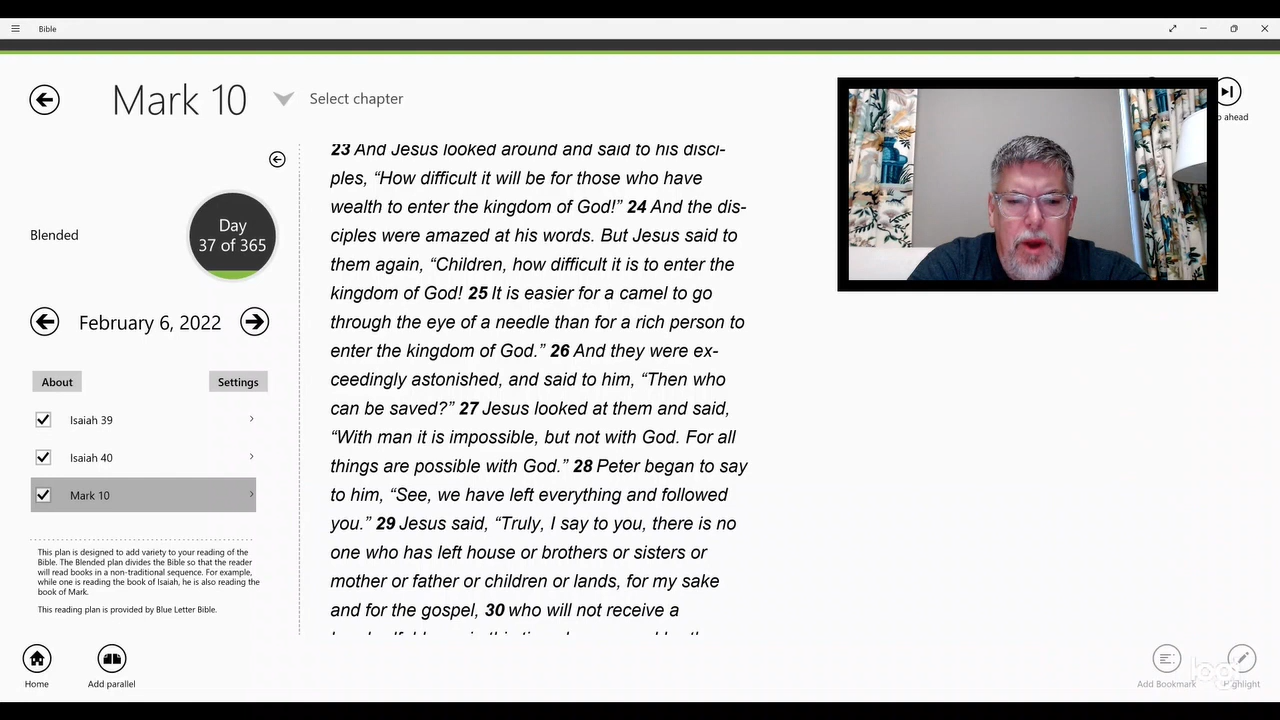 Bible
Mark 10
Select chapter
ahead
23 And Jesus looked around and said to his disci-
ples, “How difficult it will be for those who have
wealth to enter the kingdom of God!” 24 And the dis-
ciples were amazed at his words. But Jesus said to
them again, “Children, how difficult it is to enter the
kingdom of God! 25 It is easier for a camel to go
through the eye of a needle than for a rich person to
enter the kingdom of God.” 26 And they were ex-
ceedingly astonished, and said to him, “Then who
can be saved?” 27 Jesus looked at them and said,
“With man it is impossible, but not with God. For all
things are possible with God.” 28 Peter began to say
to him, “See, we have left everything and followed
you.” 29 Jesus said, “Truly, I say to you, there is no
one who has left house or brothers or sisters or
mother or father or children or lands, for my sake
and for the gospel, 30 who will not receive a
Blended
Day
37 of 365
February 6, 2022
About
Settings
Isaiah 39
Isaiah 40
Mark 10
This plan is designed to add variety to your reading of the
Bible. The Blended plan divides the Bible so that the reader
will read books in a non-traditional sequence. For example,
while one is reading the book of Isaiah, he is also reading the
book of Mark.
This reading plan is provided by Blue Letter Bible.
Home
Add parallel
Add Bookmark
Highlight
logi